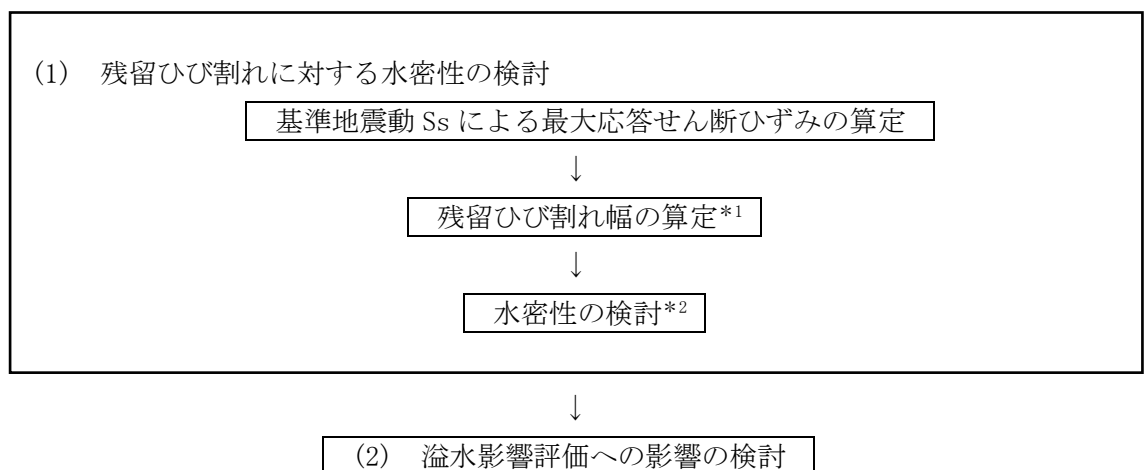 (1) 残留ひび割れに対する水密性の検討
基準地震動 Ss による最大応答せん断ひずみの算定
↓
残留ひび割れ幅の算定*1
↓
水密性の検討*2
↓
(2) 溢水影響評価への影響の検討